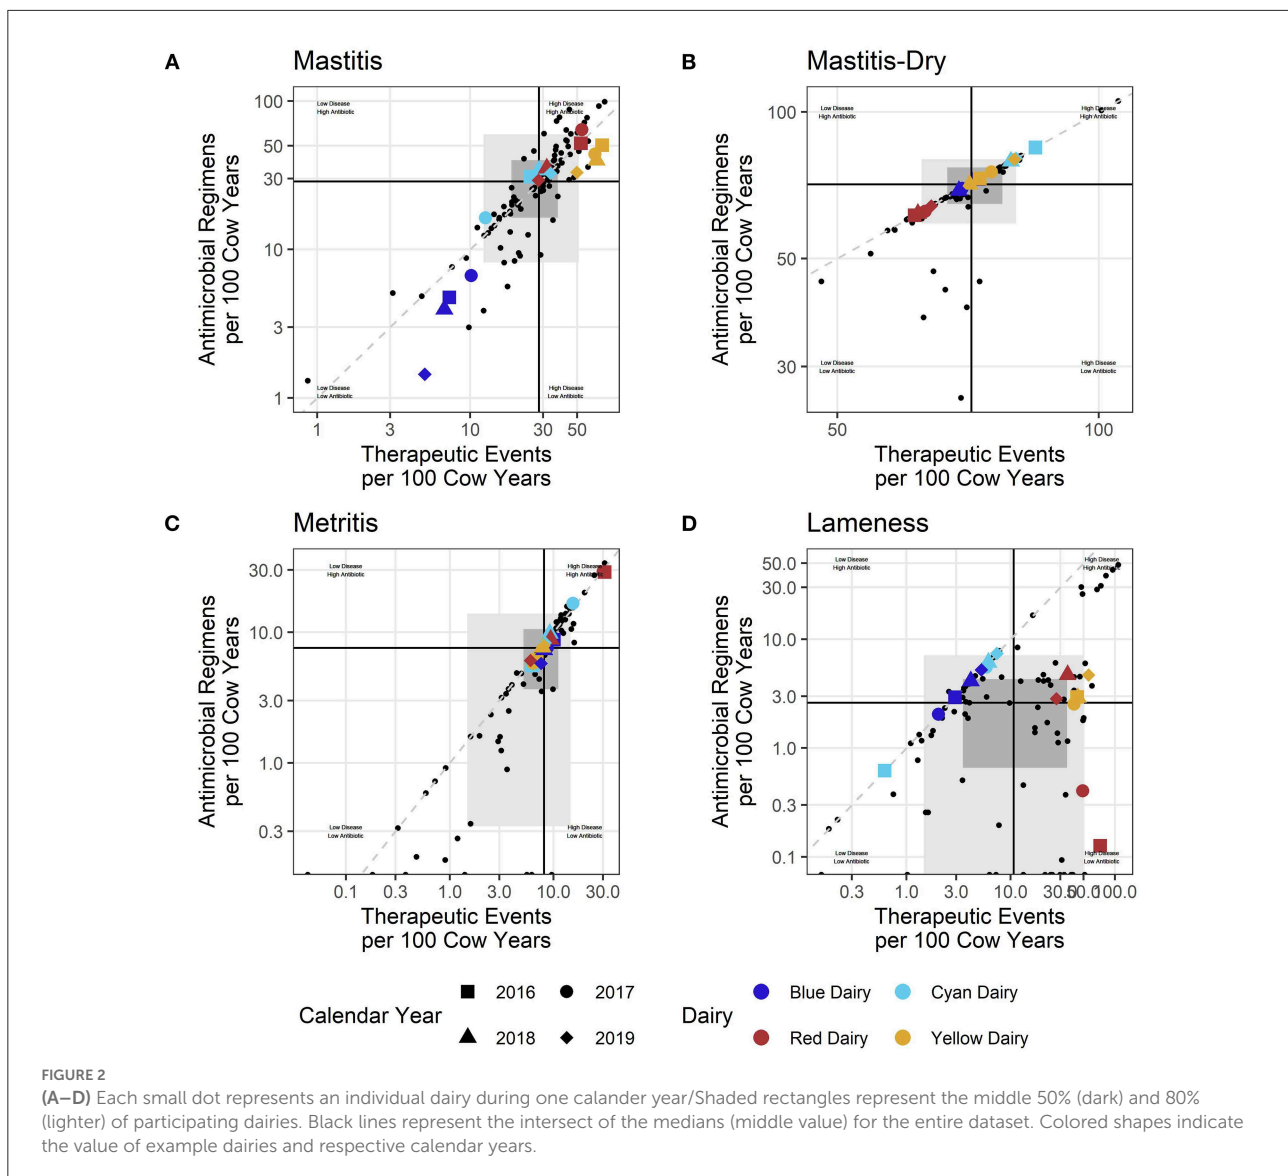 A Mastitis
Antimicrobial Regimens
per 100 Cow Years
100
50
30
10
3
1
Low Disease
High Antibiotic
High Disease
High Antibiotic
Low Disease
Low Antibiotic
High Disease
Low Antibiotic
1 3 10 30 50
Therapeutic Events
per 100 Cow Years
B Mastitis-Dry
Antimicrobial Regimens
per 100 Cow Years
100
50
30
Low Disease
High Antibiotic
High Disease
High Antibiotic
Low Disease
Low Antibiotic
High Disease
Low Antibiotic
50 100
Therapeutic Events
per 100 Cow Years
C Metritis
Antimicrobial Regimens
per 100 Cow Years
30.0
10.0
3.0
1.0
0.3
Low Disease
High Antibiotic
High Disease
High Antibiotic
Low Disease
Low Antibiotic
High Disease
Low Antibiotic
0.1 0.3 1.0 3.0 10.0 30.0
Therapeutic Events
per 100 Cow Years
D Lameness
Antimicrobial Regimens
per 100 Cow Years
50.0
30.0
10.0
3.0
1.0
0.3
0.1
Low Disease
High Antibiotic
High Disease
High Antibiotic
Low Disease
Low Antibiotic
High Disease
Low Antibiotic
0.3 1.0 3.0 10.0 30.0 50.0 100.0
Therapeutic Events
per 100 Cow Years
Calendar Year
2016 2017
2018 2019
Dairy
Blue Dairy Cyan Dairy
Red Dairy Yellow Dairy
FIGURE 2
(A–D) Each small dot represents an individual dairy during one calander year/Shaded rectangles represent the middle 50% (dark) and 80%
(lighter) of participating dairies. Black lines represent the intersect of the medians (middle value) for the entire dataset. Colored shapes indicate
the value of example dairies and respective calendar years.